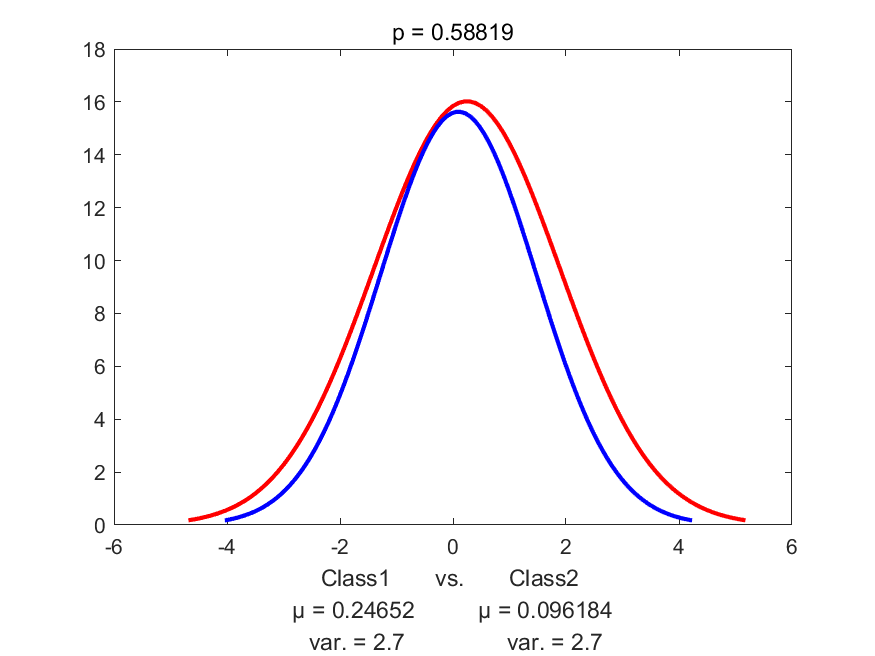 p = 0.58819
18
16
14
12
10
8
6
4
2
0
-6 -4 -2 0 2 4 6
Class1 vs. Class2
μ = 0.24652 μ = 0.096184
var. = 2.7 var. = 2.7